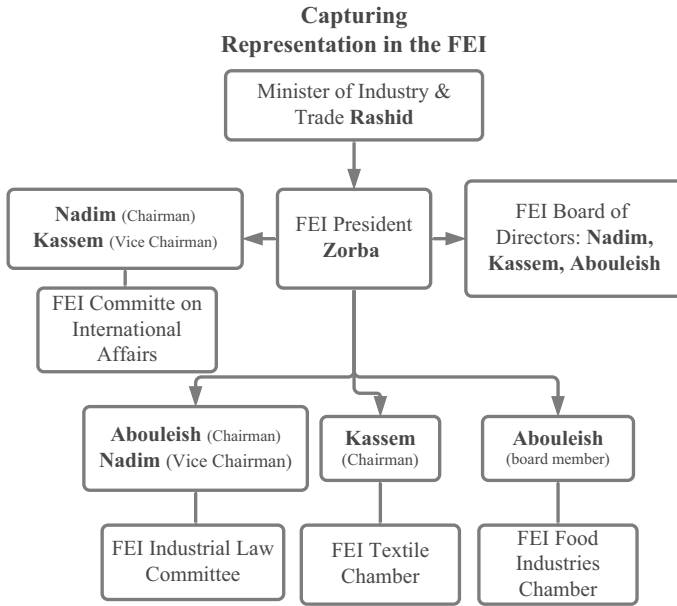 Capturing
Representation in the FEI
Minister of Industry &
Trade Rashid
Nadim (Chairman)
Kassem (Vice Chairman)
FEI President
Zorba
FEI Board of
Directors: Nadim,
Kassem, Abouleish
FEI Committe on
International
Affairs
Abouleish (Chairman)
Nadim (Vice Chairman)
Kassem
(Chairman)
Abouleish
(board member)
FEI Industrial Law
Committee
FEI Textile
Chamber
FEI Food
Industries
Chamber